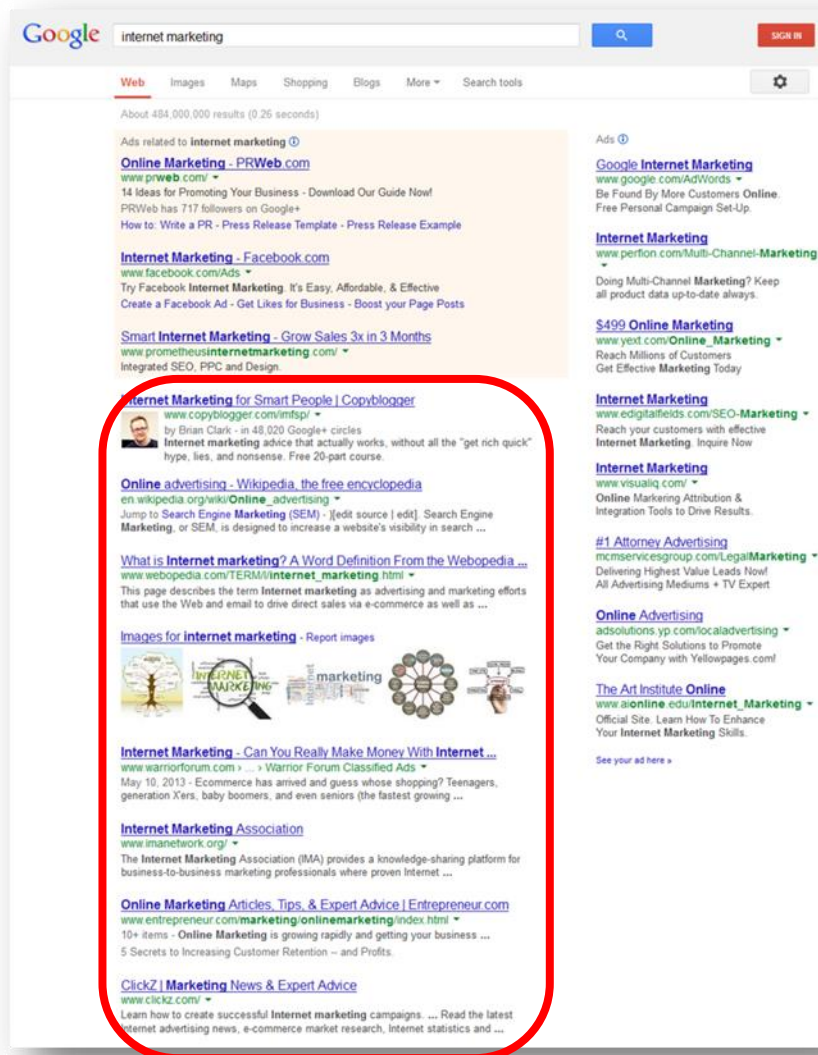 Google internet marketing SIGN IN
Web Images Maps Shopping Blogs More Search tools
About 484,000,000 results (0.26 seconds)
Ads related to internet marketing
Online Marketing - PRWeb.com
www.prweb.com/
14 Ideas for Promoting Your Business - Download Our Guide Now!
PRWeb has 717 followers on Google+
How to: Write a PR - Press Release Template - Press Release Example
Internet Marketing - Facebook.com
www.facebook.com/Ads
Try Facebook Internet Marketing. It's Easy, Affordable, & Effective
Create a Facebook Ad - Get Likes for Business - Boost your Page Posts
Smart Internet Marketing - Grow Sales 3x in 3 Months
www.prometheusinternetmarketing.com/
Integrated SEO, PPC and Design.
Internet Marketing for Smart People | Copyblogger
www.copyblogger.com/imfsp/
by Brian Clark - in 48,020 Google+ circles
Internet marketing advice that actually works, without all the "get rich quick"
hype, lies, and nonsense. Free 20-part course.
Online advertising - Wikipedia, the free encyclopedia
en.wikipedia.org/wiki/Online_advertising
Jump to Search Engine Marketing (SEM) - )[edit source | edit]. Search Engine
Marketing, or SEM, is designed to increase a website's visibility in search ...
What is Internet marketing? A Word Definition From the Webopedia ...
www.webopedia.com/TERM/I/internet_marketing.html
This page describes the term Internet marketing as advertising and marketing efforts
that use the Web and email to drive direct sales via e-commerce as well as ...
Images for internet marketing - Report images
INTERNET
MARKETING
Internet
marketing
Internet Marketing - Can You Really Make Money With Internet ...
www.warriorforum.com › ... › Warrior Forum Classified Ads
May 10, 2013 - Ecommerce has arrived and guess whose shopping? Teenagers,
generation X'ers, baby boomers, and even seniors (the fastest growing ...
Internet Marketing Association
www.imanetwork.org/
The Internet Marketing Association (IMA) provides a knowledge-sharing platform for
business-to-business marketing professionals where proven Internet ...
Online Marketing Articles, Tips, & Expert Advice | Entrepreneur.com
www.entrepreneur.com/marketing/onlinemarketing/index.html
10+ items - Online Marketing is growing rapidly and getting your business ...
5 Secrets to Increasing Customer Retention -- and Profits.
ClickZ | Marketing News & Expert Advice
www.clickz.com/
Learn how to create successful Internet marketing campaigns. ... Read the latest
Internet advertising news, e-commerce market research, Internet statistics and ...
Ads
Google Internet Marketing
www.google.com/AdWords
Be Found By More Customers Online.
Free Personal Campaign Set-Up.
Internet Marketing
www.perfion.com/Multi-Channel-Marketing
Doing Multi-Channel Marketing? Keep
all product data up-to-date always.
$499 Online Marketing
www.yext.com/Online_Marketing
Reach Millions of Customers
Get Effective Marketing Today
Internet Marketing
www.edigitalfields.com/SEO-Marketing
Reach your customers with effective
Internet Marketing. Inquire Now
Internet Marketing
www.visualiq.com/
Online Markering Attribution &
Integration Tools to Drive Results.
#1 Attorney Advertising
mcmservicesgroup.com/LegalMarketing
Delivering Highest Value Leads Now!
All Advertising Mediums + TV Expert
Online Advertising
adsolutions.yp.com/localadvertising
Get the Right Solutions to Promote
Your Company with Yellowpages.com!
The Art Institute Online
www.aionline.edu/Internet_Marketing
Official Site. Learn How To Enhance
Your Internet Marketing Skills.
See your ad here »